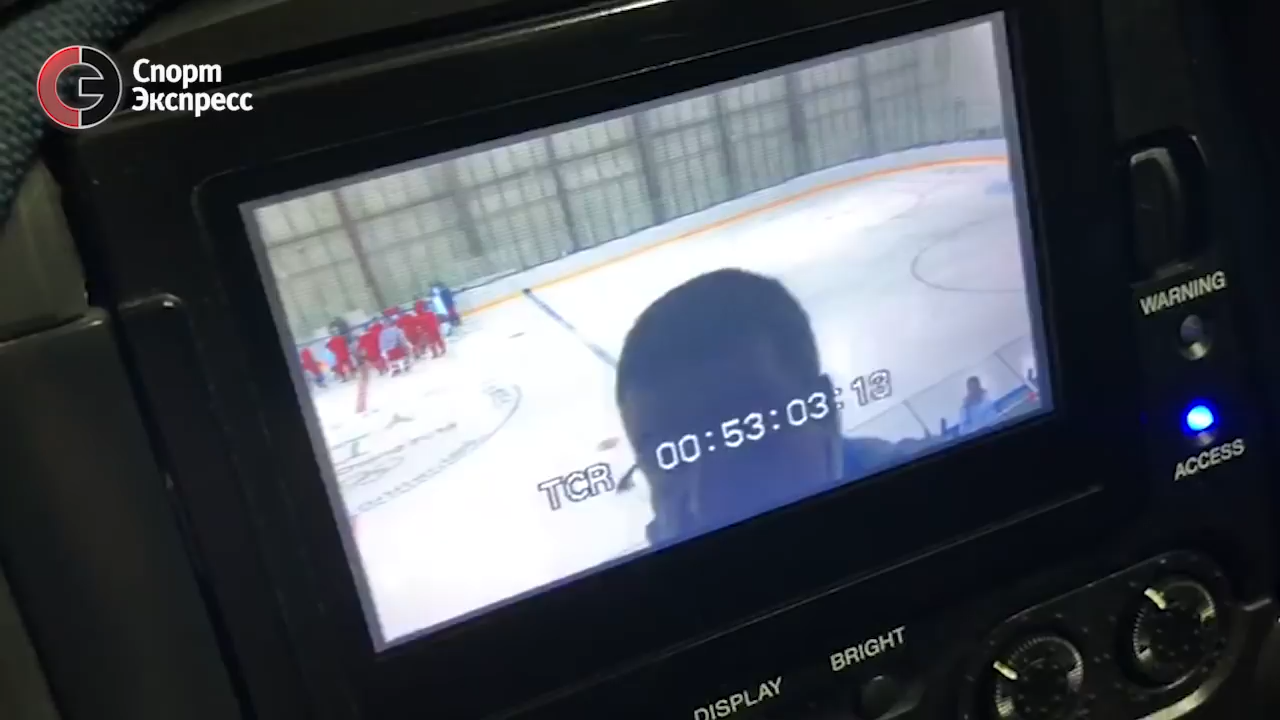 Спорт
Экспресс
WARNING
TCR 00:53:03:13
ACCESS
BRIGHT
DISPLAY